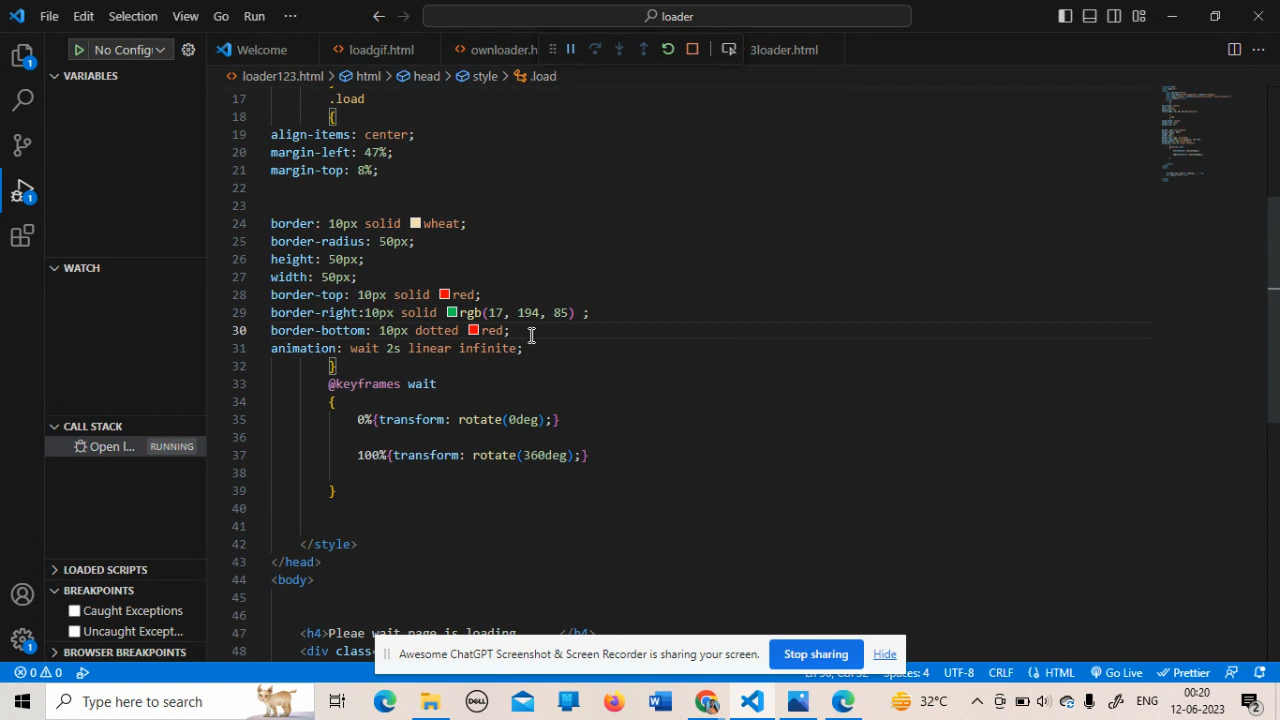 File Edit Selection View Go Run ··· loader
No Config Welcome loadgif.html ownloader.h 3loader.html
VARIABLES
WATCH
CALL STACK
Open l... RUNNING
LOADED SCRIPTS
BREAKPOINTS
Caught Exceptions
Uncaught Except...
BROWSER BREAKPOINTS
loader123.html > html > head > style > .load
17 .load
18 {
19 align-items: center;
20 margin-left: 47%;
21 margin-top: 8%;
22
23
24 border: 10px solid wheat;
25 border-radius: 50px;
26 height: 50px;
27 width: 50px;
28 border-top: 10px solid red;
29 border-right:10px solid rgb(17, 194, 85) ;
30 border-bottom: 10px dotted red;
31 animation: wait 2s linear infinite;
32 }
33 @keyframes wait
34 {
35 0%{transform: rotate(0deg);}
36
37 100%{transform: rotate(360deg);}
38
39 }
40
41
42 </style>
43 </head>
44 <body>
45
46
47 <h4>Pleae wait page is loading </h4>
48 <div class
Awesome ChatGPT Screenshot & Screen Recorder is sharing your screen. Stop sharing Hide
0 0 Spaces: 4 UTF-8 CRLF {} HTML Go Live Prettier
Type here to search 32°C ENG 00:20
12-06-2023 2